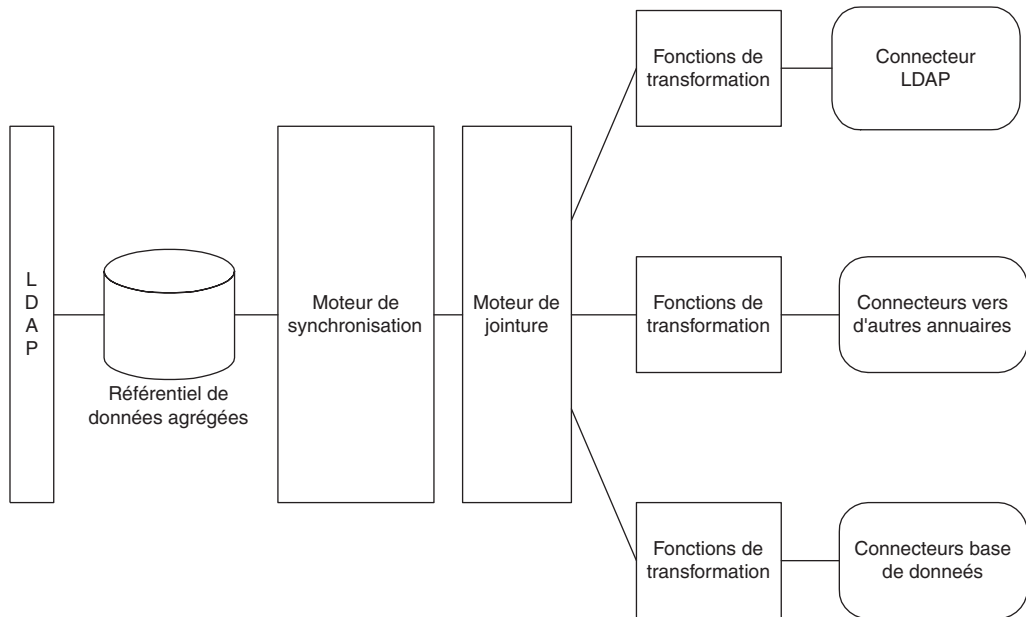 L
D
A
P
Référentiel de
données agrégées
Moteur de
synchronisation
Moteur de
jointure
Fonctions de
transformation
Connecteur
LDAP
Fonctions de
transformation
Connecteurs vers
d'autres annuaires
Fonctions de
transformation
Connecteurs base
de donneés